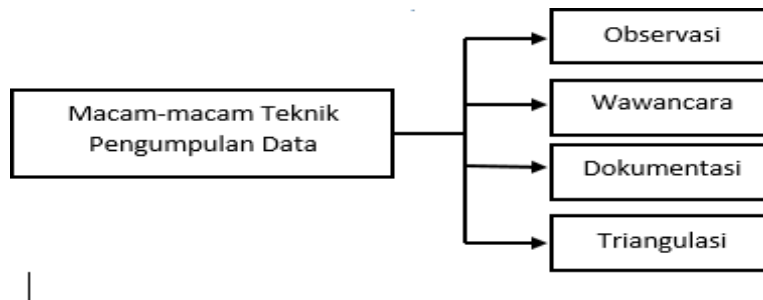 Macam-macam Teknik
Pengumpulan Data
Observasi
Wawancara
Dokumentasi
Triangulasi